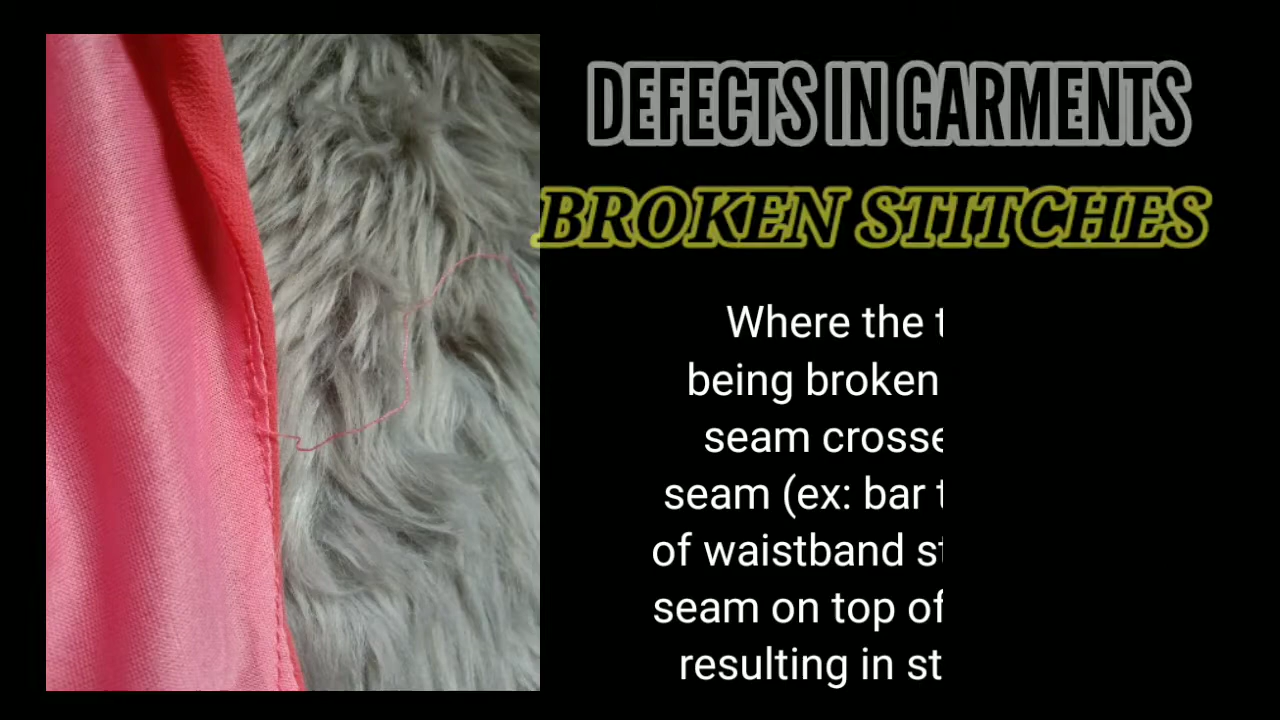 DEFECTS IN GARMENTS
BROKEN STITCHES
Where the
being broken
seam crosse
seam (ex: bar
of waistband
seam on top of
resulting in